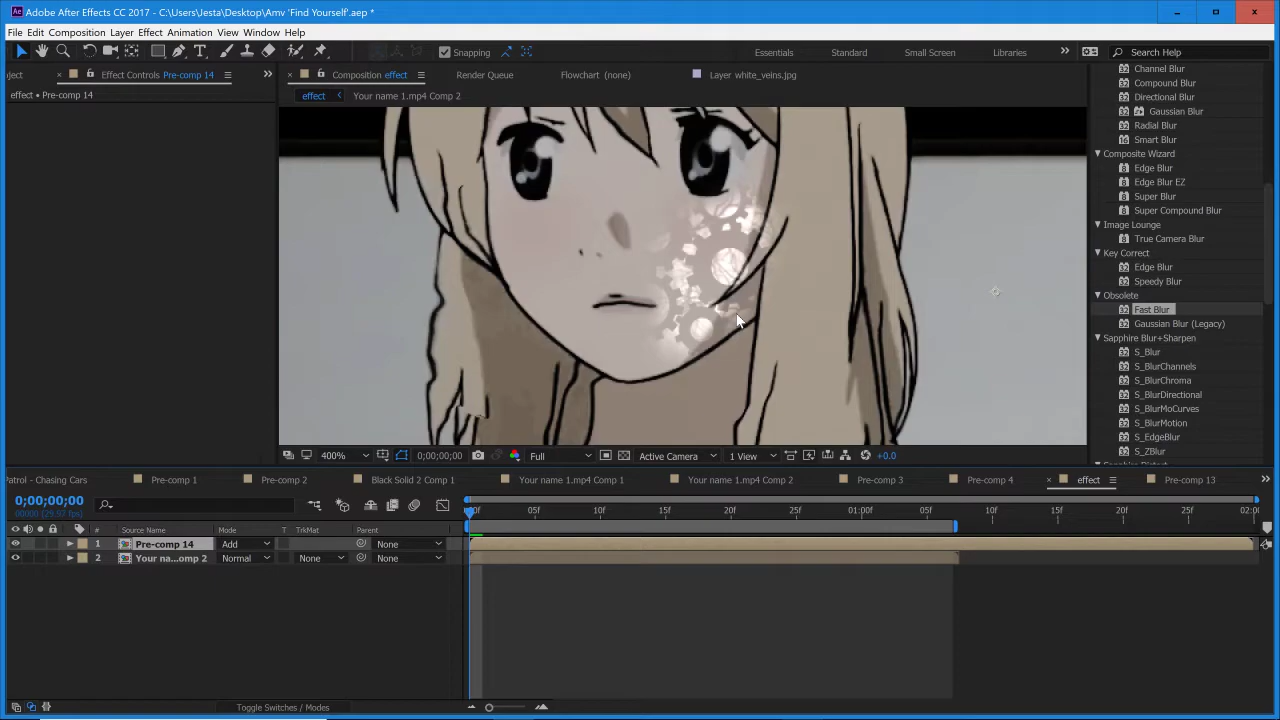 Adobe After Effects CC 2017 - C:\Users\Jesta\Desktop\Amv 'Find Yourself'.aep *
File Edit Composition Layer Effect Animation View Window Help
Snapping Essentials Standard Small Screen Libraries Search Help
oject Effect Controls Pre-comp 14 Composition effect Render Queue Flowchart (none) Layer white_veins.jpg
effect • Pre-comp 14
effect Your name 1.mp4 Comp 2
Channel Blur
Compound Blur
Directional Blur
Gaussian Blur
Radial Blur
Smart Blur
Composite Wizard
Edge Blur
Edge Blur EZ
Super Blur
Super Compound Blur
Image Lounge
True Camera Blur
Key Correct
Edge Blur
Speedy Blur
Obsolete
Fast Blur
Gaussian Blur (Legacy)
Sapphire Blur+Sharpen
S_Blur
S_BlurChannels
S_BlurChroma
S_BlurDirectional
S_BlurMoCurves
S_BlurMotion
S_EdgeBlur
S_ZBlur
400% 0;00;00;00 Full Active Camera 1 View +0.0
Patrol - Chasing Cars Pre-comp 1 Pre-comp 2 Black Solid 2 Comp 1 Your name 1.mp4 Comp 1 Your name 1.mp4 Comp 2 Pre-comp 3 Pre-comp 4 effect Pre-comp 13
0;00;00;00
00000 (29.97 fps)
:00f 05f 10f 15f 20f 25f 01:00f 05f 10f 15f 20f 25f 02:0
# Source Name Mode T TrkMat Parent
1 Pre-comp 14 Add None
2 Your na...omp 2 Normal None None
Toggle Switches / Modes